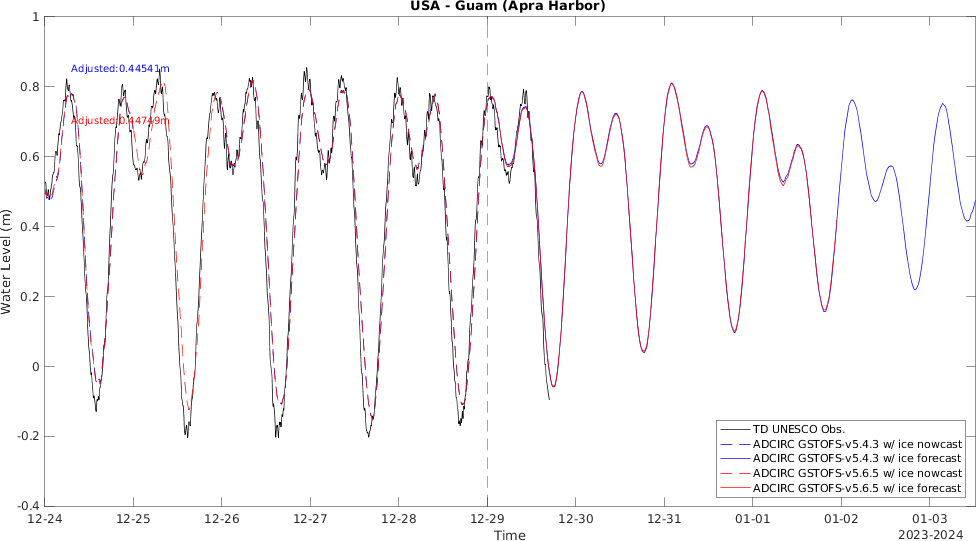 USA - Guam (Apra Harbor)
1
0.8
0.6
0.4
0.2
0
-0.2
-0.4
Water Level (m)
Adjusted:0.44541m
Adjusted:0.44749m
TD UNESCO Obs.
ADCIRC GSTOFS-v5.4.3 w/ ice nowcast
ADCIRC GSTOFS-v5.4.3 w/ ice forecast
ADCIRC GSTOFS-v5.6.5 w/ ice nowcast
ADCIRC GSTOFS-v5.6.5 w/ ice forecast
12-24 12-25 12-26 12-27 12-28 12-29 12-30 12-31 01-01 01-02 01-03
Time
2023-2024